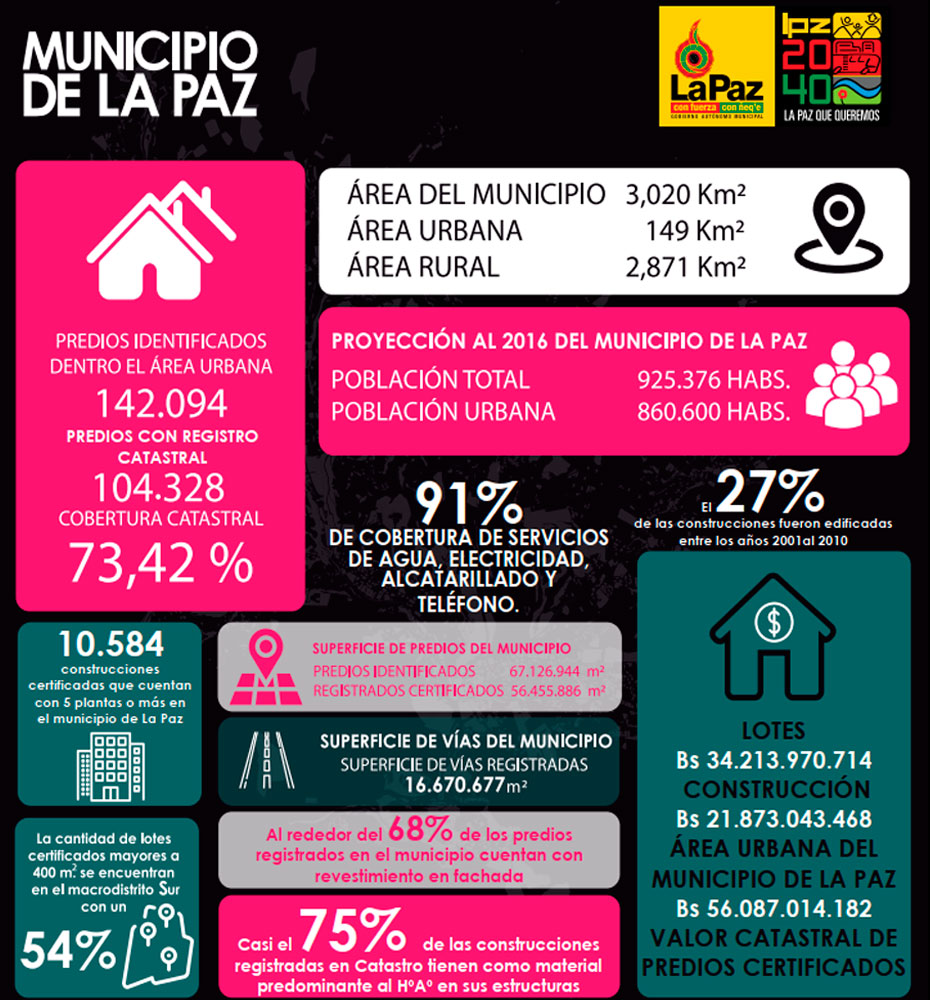 MUNICIPIO
DE LA PAZ
LaPaz
con fuerza con ñeq'e
GOBIERNO AUTÓNOMO MUNICIPAL
lpz
20
40
LA PAZ QUE QUEREMOS
PREDIOS IDENTIFICADOS
DENTRO EL ÁREA URBANA
142.094
PREDIOS CON REGISTRO
CATASTRAL
104.328
COBERTURA CATASTRAL
73,42 %
ÁREA DEL MUNICIPIO 3,020 Km²
ÁREA URBANA 149 Km²
ÁREA RURAL 2,871 Km²
PROYECCIÓN AL 2016 DEL MUNICIPIO DE LA PAZ
POBLACIÓN TOTAL 925.376 HABS.
POBLACIÓN URBANA 860.600 HABS.
91%
DE COBERTURA DE SERVICIOS
DE AGUA, ELECTRICIDAD,
ALCATARILLADO Y
TELÉFONO.
El 27%
de las construcciones fueron edificadas
entre los años 2001al 2010
10.584
construcciones
certificadas que cuentan
con 5 plantas o más en
el municipio de La Paz
SUPERFICIE DE PREDIOS DEL MUNICIPIO
PREDIOS IDENTIFICADOS 67.126.944 m²
REGISTRADOS CERTIFICADOS 56.455.886 m²
SUPERFICIE DE VÍAS DEL MUNICIPIO
SUPERFICIE DE VÍAS REGISTRADAS
16.670.677 m²
Al rededor del 68% de los predios
registrados en el municipio cuentan con
revestimiento en fachada
La cantidad de lotes
certificados mayores a
400 m² se encuentran
en el macrodistrito Sur
con un
54%
Casi el 75% de las construcciones
registradas en Catastro tienen como material
predominante al HºAº en sus estructuras
$
LOTES
Bs 34.213.970.714
CONSTRUCCIÓN
Bs 21.873.043.468
ÁREA URBANA DEL
MUNICIPIO DE LA PAZ
Bs 56.087.014.182
VALOR CATASTRAL DE
PREDIOS CERTIFICADOS